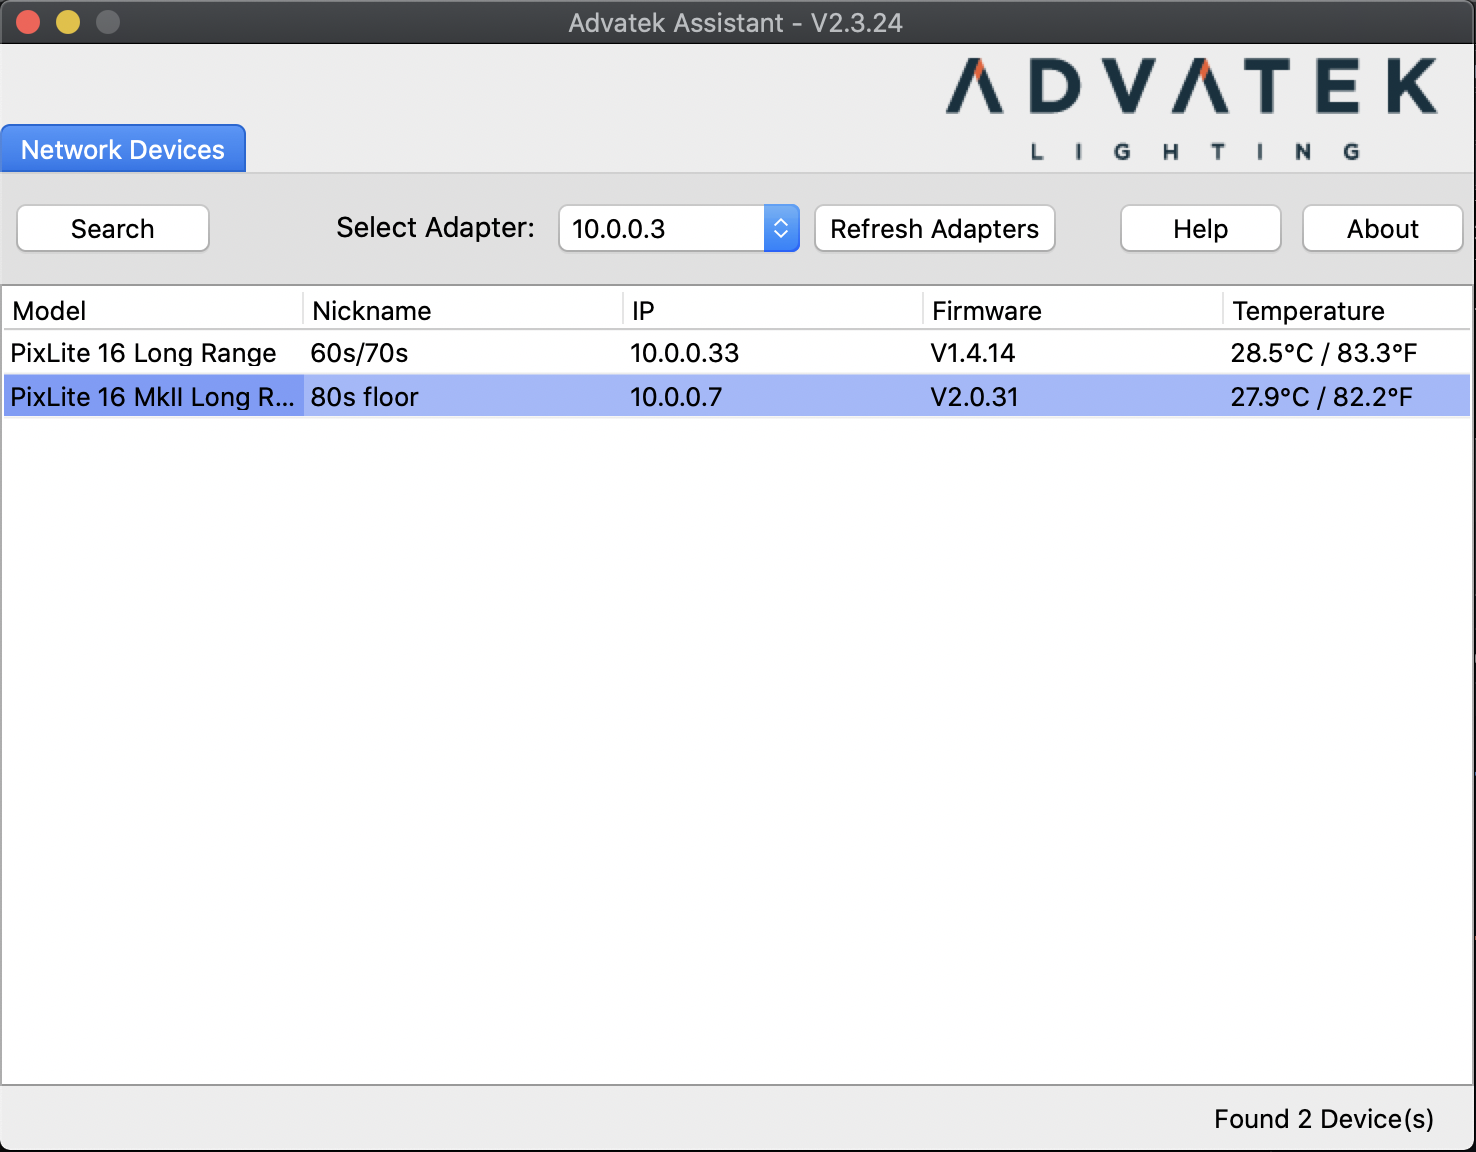 Advatek Assistant - V2.3.24
ADVATEK
LIGHTING
Network Devices
Search Select Adapter: 10.0.0.3 Refresh Adapters Help About
Model Nickname IP Firmware Temperature
PixLite 16 Long Range 60s/70s 10.0.0.33 V1.4.14 28.5°C / 83.3°F
PixLite 16 MkII Long R... 80s floor 10.0.0.7 V2.0.31 27.9°C / 82.2°F
Found 2 Device(s)